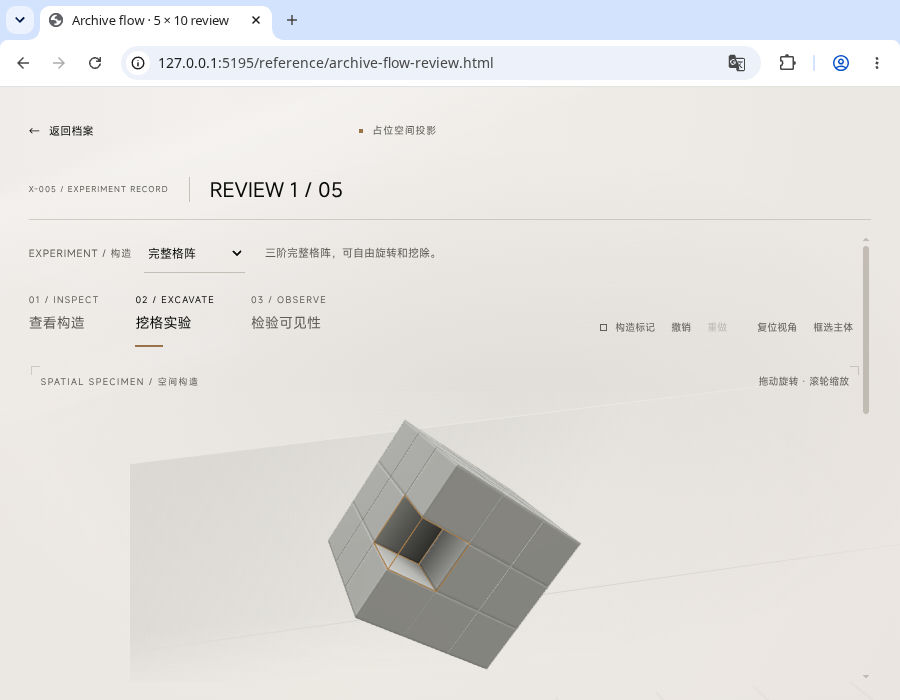 Archive flow · 5 × 10 review
127.0.0.1:5195/reference/archive-flow-review.html
← 返回档案
占位空间投影
X-005 / EXPERIMENT RECORD
REVIEW 1 / 05
EXPERIMENT / 构造 完整格阵 三阶完整格阵，可自由旋转和挖除。
01 / INSPECT 02 / EXCAVATE 03 / OBSERVE
查看构造 挖格实验 检验可见性
构造标记 撤销 重做 复位视角 框选主体
SPATIAL SPECIMEN / 空间构造 拖动旋转 · 滚轮缩放